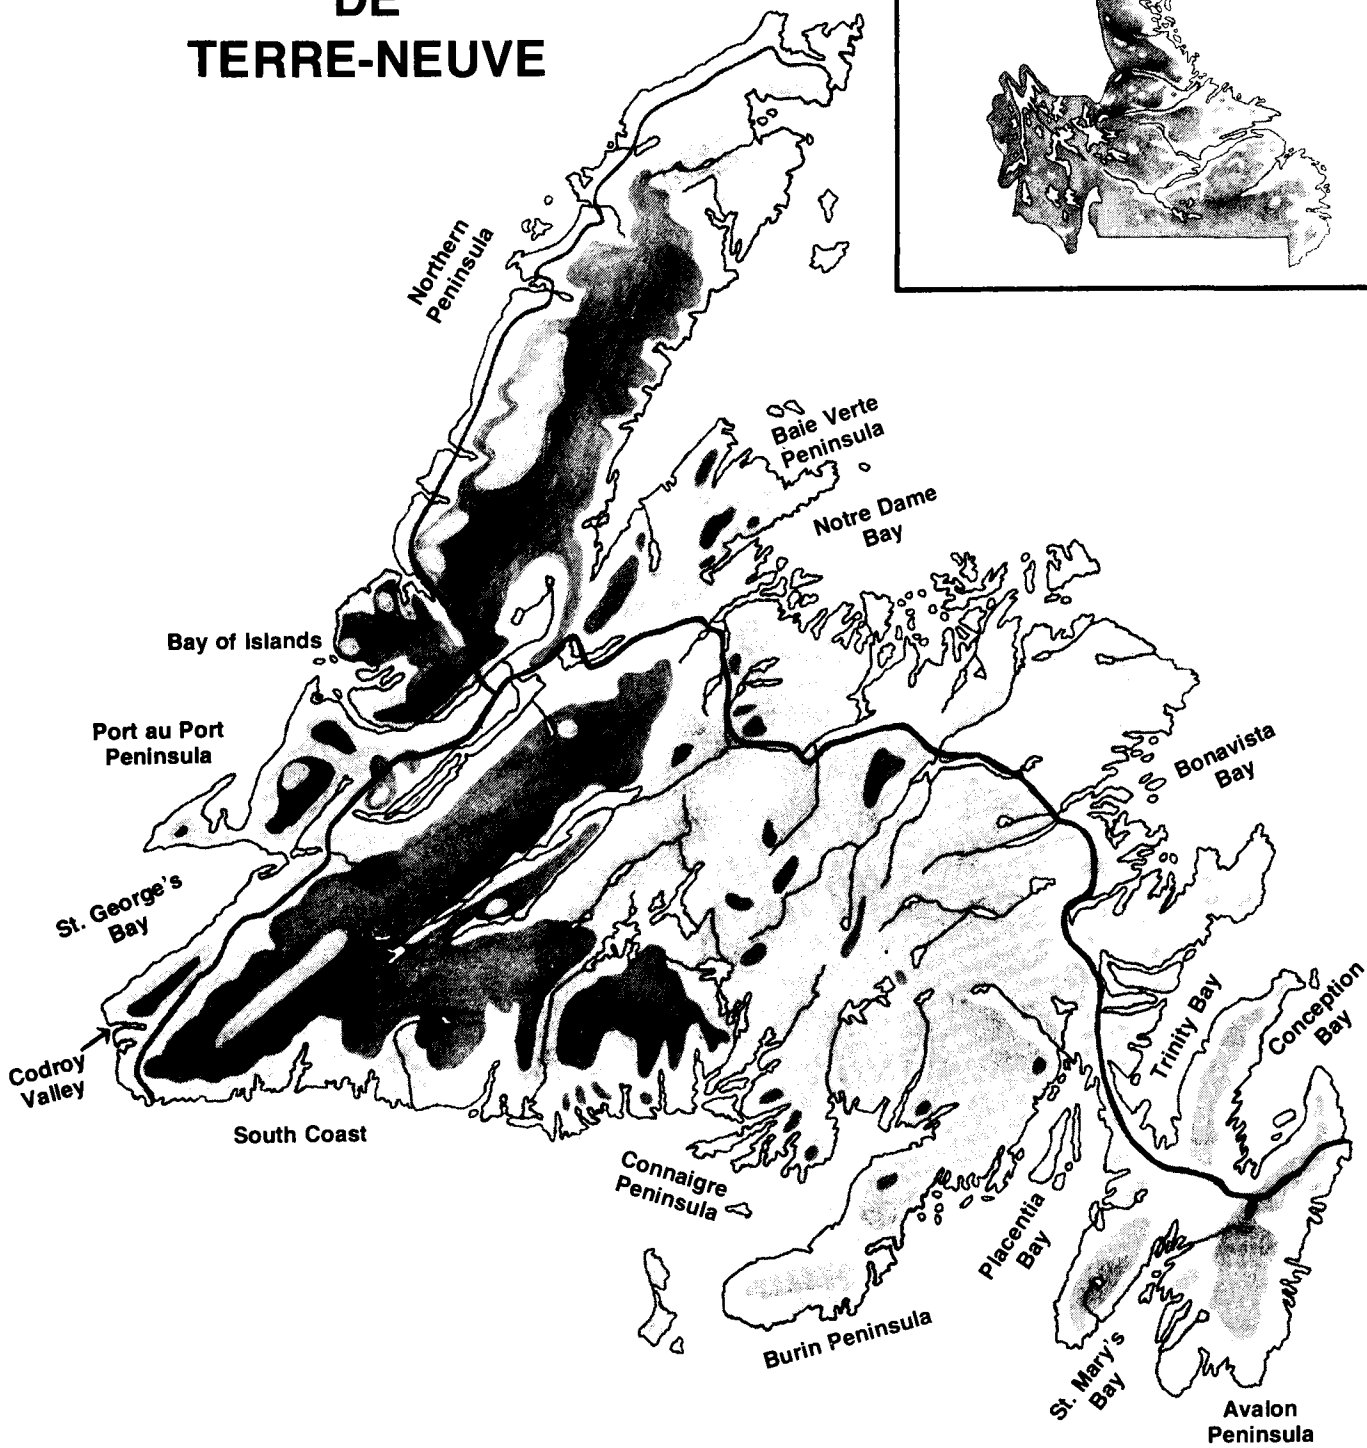 DE
TERRE-NEUVE
Northern
Peninsula
Baie Verte
Peninsula
Notre Dame
Bay
Bay of Islands
Port au Port
Peninsula
Bonavista
Bay
St. George's
Bay
Trinity Bay
Conception
Bay
Codroy
Valley
South Coast
Connaigre
Peninsula
Placentia
Bay
Burin Peninsula
St. Mary's
Bay
Avalon
Peninsula